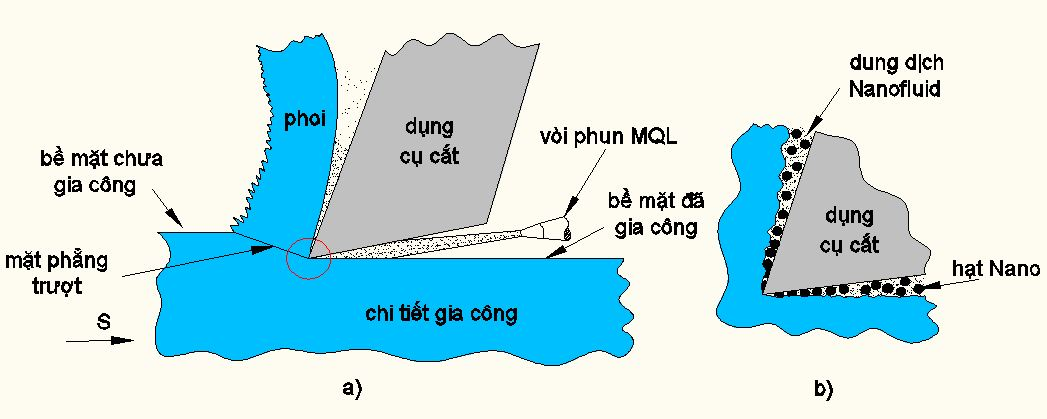 phoi
dụng
cụ cắt
vòi phun MQL
bề mặt chưa
gia công
bề mặt đã
gia công
mặt phẳng
trượt
chi tiết gia công
S
a)
dung dịch
Nanofluid
dụng
cụ cắt
hạt Nano
b)